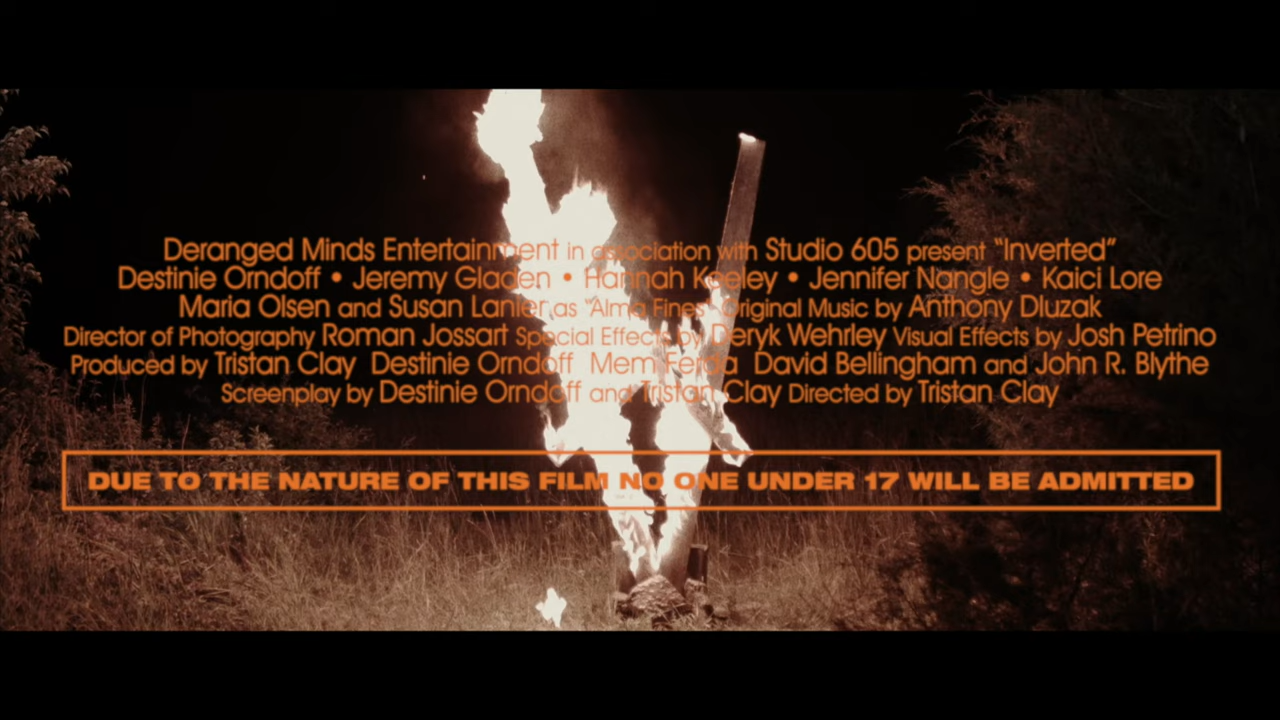 Deranged Minds Entertainment in association with Studio 605 present “Inverted”
Destinie Orndoff • Jeremy Gladen • Hannah Keeley • Jennifer Nangle • Kaici Lore
Maria Olsen and Susan Lanier as “Alma Fines” Original Music by Anthony Dluzak
Director of Photography Roman Jossart Special Effects by Deryk Wehrley Visual Effects by Josh Petrino
Produced by Tristan Clay Destinie Orndoff Mem Ferda David Bellingham and John R. Blythe
Screenplay by Destinie Orndoff and Tristan Clay Directed by Tristan Clay
DUE TO THE NATURE OF THIS FILM NO ONE UNDER 17 WILL BE ADMITTED